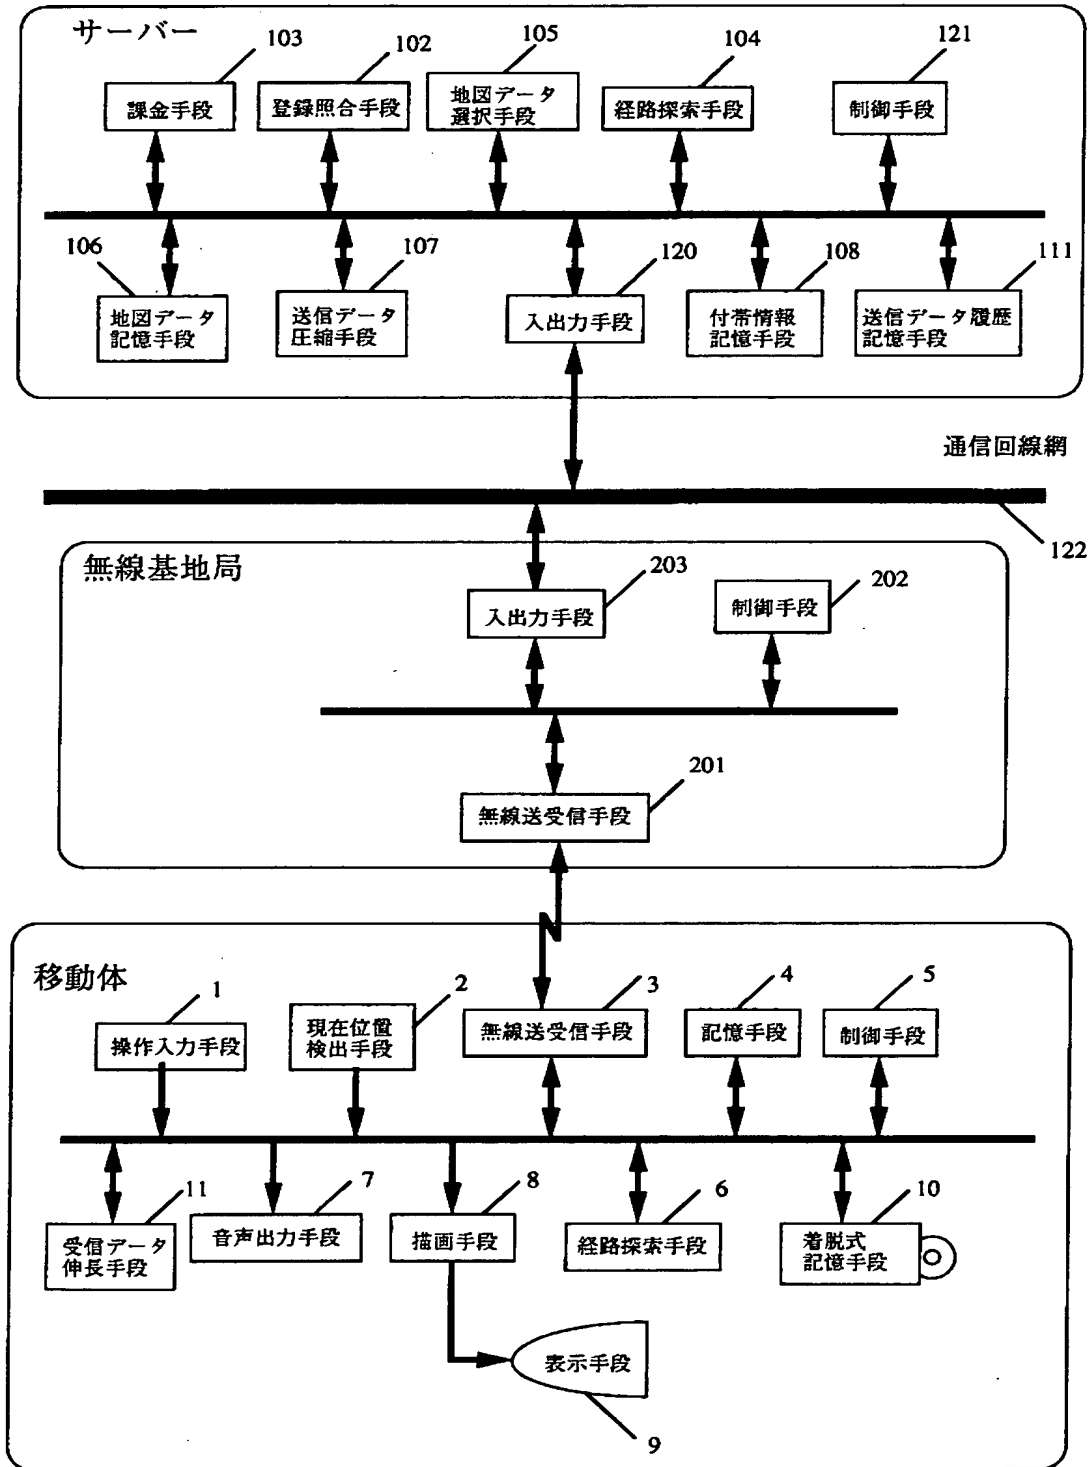 サーバー
103
102
105
104
121
課金手段
登録照合手段
地図データ
選択手段
経路探索手段
制御手段
106
107
120
108
111
地図データ
記憶手段
送信データ
圧縮手段
入出力手段
付帯情報
記憶手段
送信データ履歴
記憶手段
通信回線網
122
無線基地局
203
202
入出力手段
制御手段
201
無線送受信手段
移動体
1
2
3
4
5
操作入力手段
現在位置
検出手段
無線送受信手段
記憶手段
制御手段
11
7
8
6
10
受信データ
伸長手段
音声出力手段
描画手段
経路探索手段
着脱式
記憶手段
表示手段
9